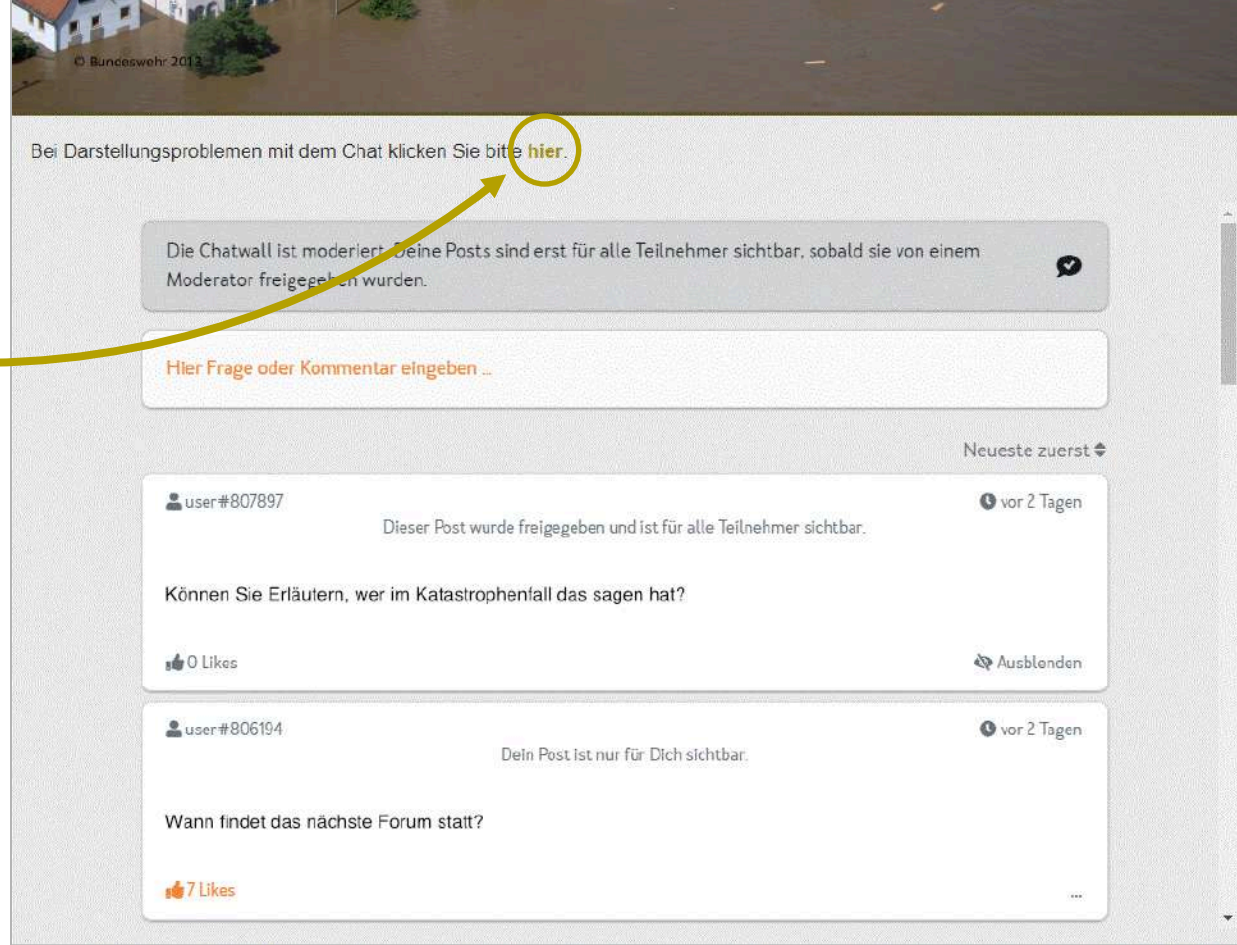 © Bundeswehr 2013
Bei Darstellungsproblemen mit dem Chat klicken Sie bitte hier.
Die Chatwall ist moderiert. Deine Posts sind erst für alle Teilnehmer sichtbar, sobald sie von einem
Moderator freigegeben wurden.
Hier Frage oder Kommentar eingeben ...
Neueste zuerst
user#807897
vor 2 Tagen
Dieser Post wurde freigegeben und ist für alle Teilnehmer sichtbar.
Können Sie Erläutern, wer im Katastrophenfall das sagen hat?
0 Likes
Ausblenden
user#806194
vor 2 Tagen
Dein Post ist nur für Dich sichtbar.
Wann findet das nächste Forum statt?
7 Likes
...